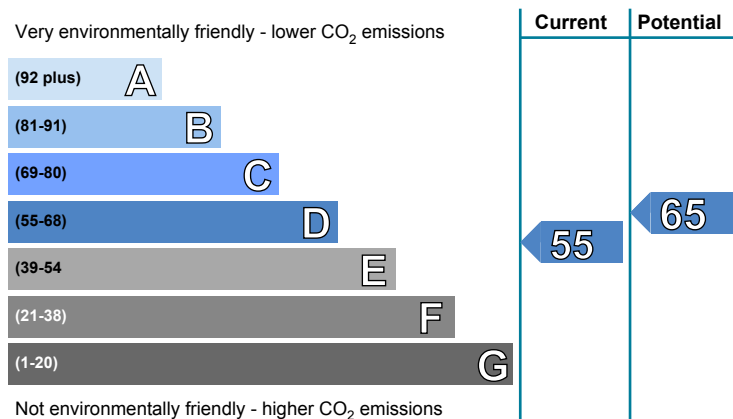 Very environmentally friendly - lower CO₂ emissions
Current
Potential
(92 plus) A
(81-91) B
(69-80) C
(55-68) D
(39-54 E
(21-38) F
(1-20) G
55
65
Not environmentally friendly - higher CO₂ emissions